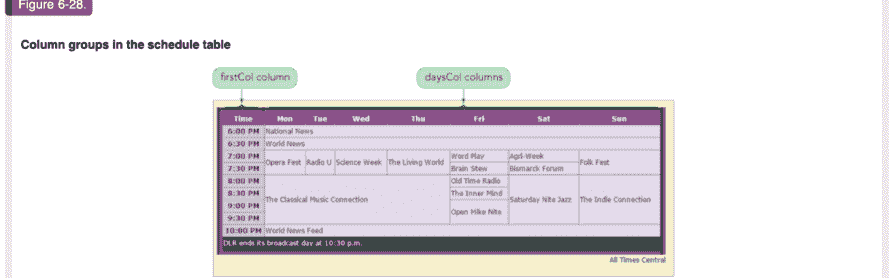 Figure 6-28.
Column groups in the schedule table
firstCol column daysCol columns
Time Mon Tue Wed Thu Fri Sat Sun
6:00 PM National News
6:30 PM World News
7:00 PM Opera Fest Radio U Science Week The Living World Word Play Agri-Week Folk Fest
7:30 PM Brain Stew Bismarck Forum
8:00 PM The Classical Music Connection Old Time Radio Saturday Nite Jazz The Indie Connection
8:30 PM The Inner Mind
9:00 PM Open Mike Nite
9:30 PM
10:00 PM World News Feed
DLR ends its broadcast day at 10:30 p.m.
All Times Central